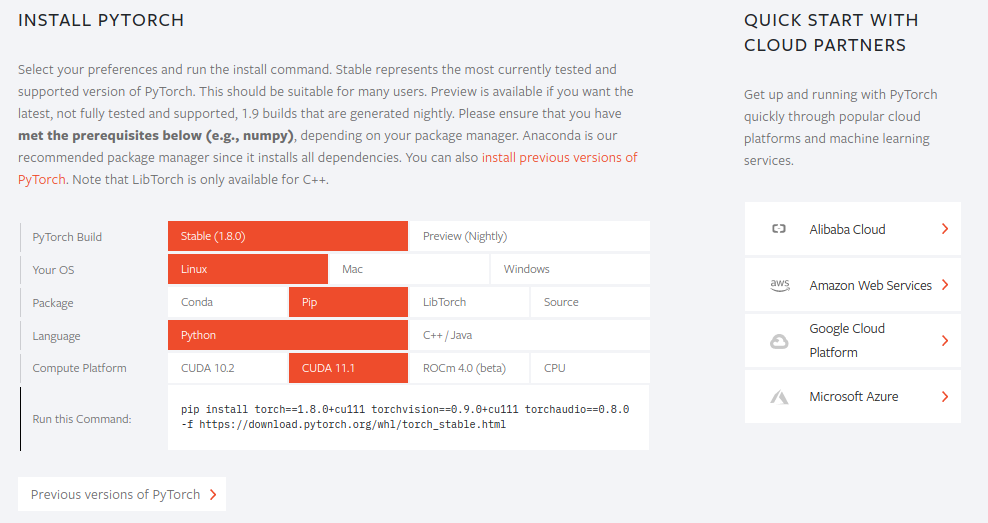 INSTALL PYTORCH
Select your preferences and run the install command. Stable represents the most currently tested and
supported version of PyTorch. This should be suitable for many users. Preview is available if you want the
latest, not fully tested and supported, 1.9 builds that are generated nightly. Please ensure that you have
met the prerequisites below (e.g., numpy), depending on your package manager. Anaconda is our
recommended package manager since it installs all dependencies. You can also install previous versions of
PyTorch. Note that LibTorch is only available for C++.
PyTorch Build Stable (1.8.0) Preview (Nightly)
Your OS Linux Mac Windows
Package Conda Pip LibTorch Source
Language Python C++ / Java
Compute Platform CUDA 10.2 CUDA 11.1 ROCm 4.0 (beta) CPU
Run this Command:
pip install torch==1.8.0+cu111 torchvision==0.9.0+cu111 torchaudio==0.8.0
-f https://download.pytorch.org/whl/torch_stable.html
Previous versions of PyTorch
QUICK START WITH
CLOUD PARTNERS
Get up and running with PyTorch
quickly through popular cloud
platforms and machine learning
services.
Alibaba Cloud
aws Amazon Web Services
Google Cloud
Platform
Microsoft Azure